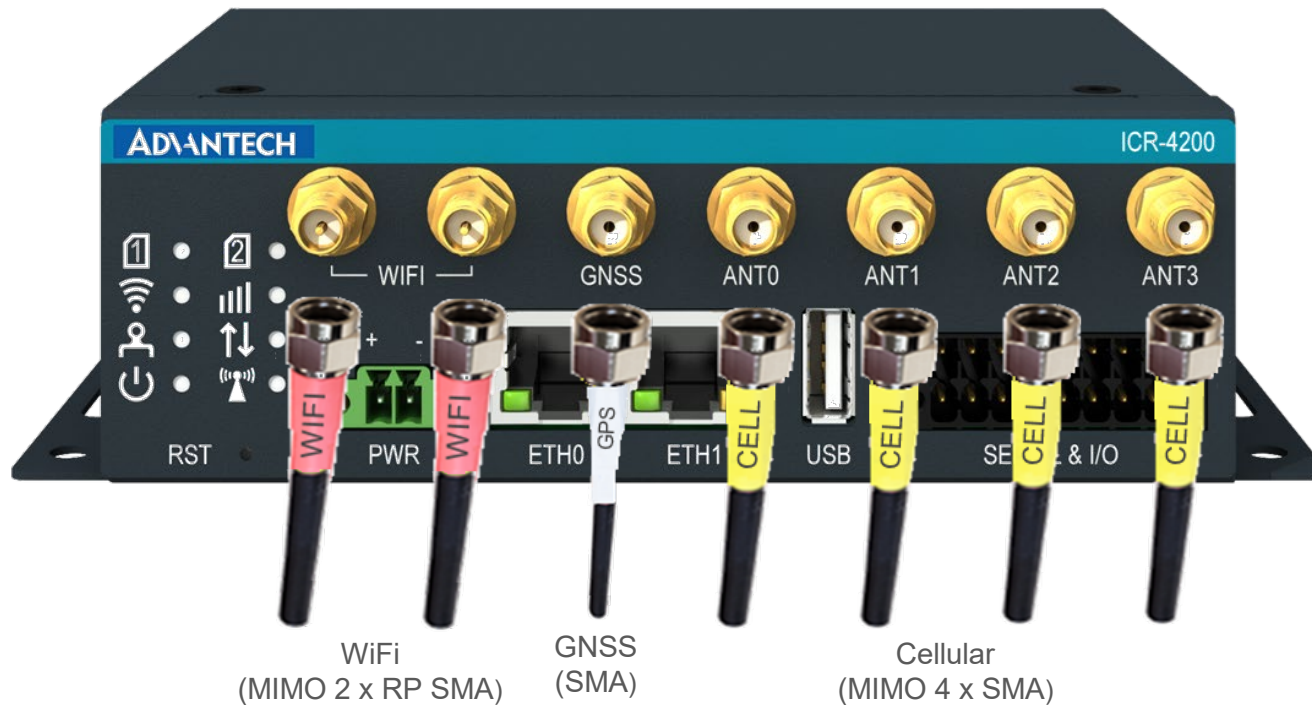 ADVANTECH
ICR-4200
1
2
WIFI
GNSS
ANT0
ANT1
ANT2
ANT3
+ -
WIFI
WIFI
GPS
CELL
CELL
CELL
CELL
RST
PWR
ETH0
ETH1
USB
SE L & I/O
WiFi
(MIMO 2 x RP SMA)
GNSS
(SMA)
Cellular
(MIMO 4 x SMA)